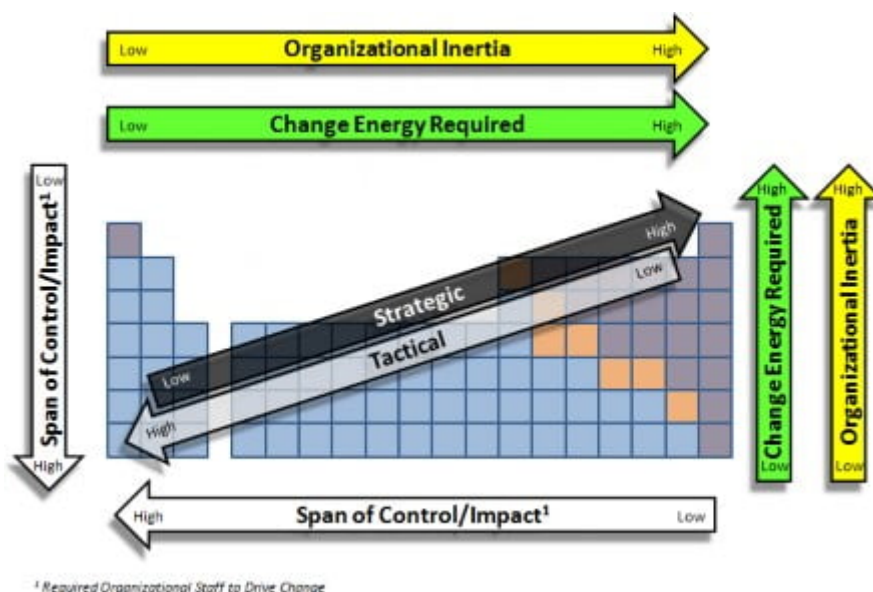 Low Organizational Inertia High
Low Change Energy Required High
Low Span of Control/Impact¹ High
Low Strategic High
High Tactical Low
High Change Energy Required Low
High Organizational Inertia Low
High Span of Control/Impact¹ Low
¹ Required Organizational Staff to Drive Change